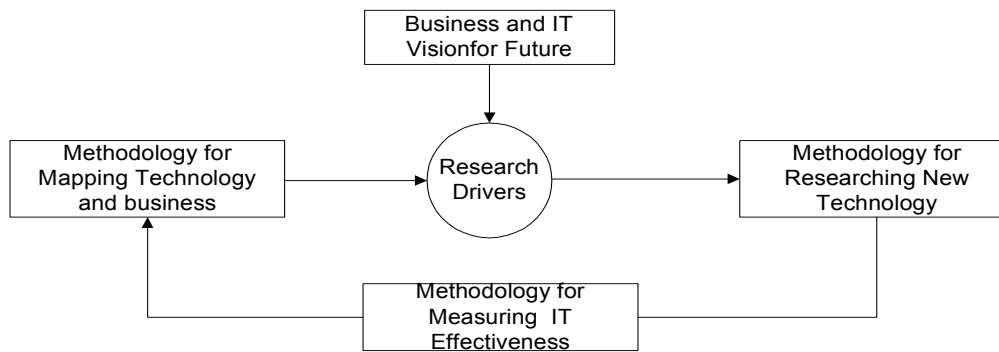 Business and IT
Visionfor Future
Methodology for
Mapping Technology
and business
Research
Drivers
Methodology for
Researching New
Technology
Methodology for
Measuring IT
Effectiveness